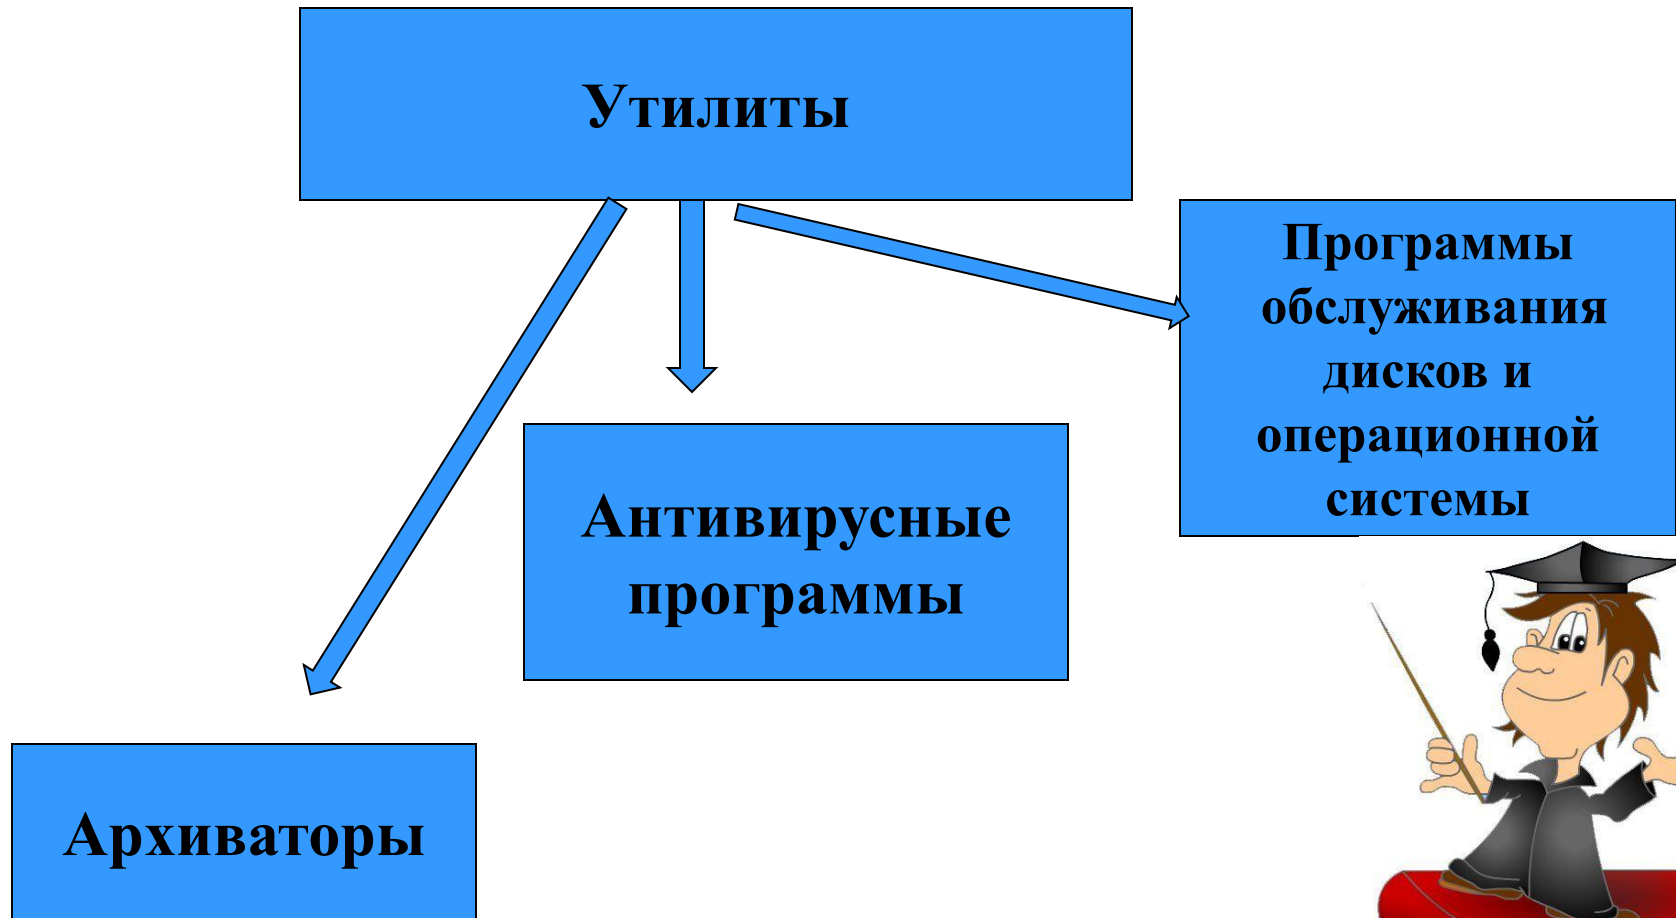 Утилиты
Программы
обслуживания
дисков и
операционной
системы
Антивирусные
программы
Архиваторы